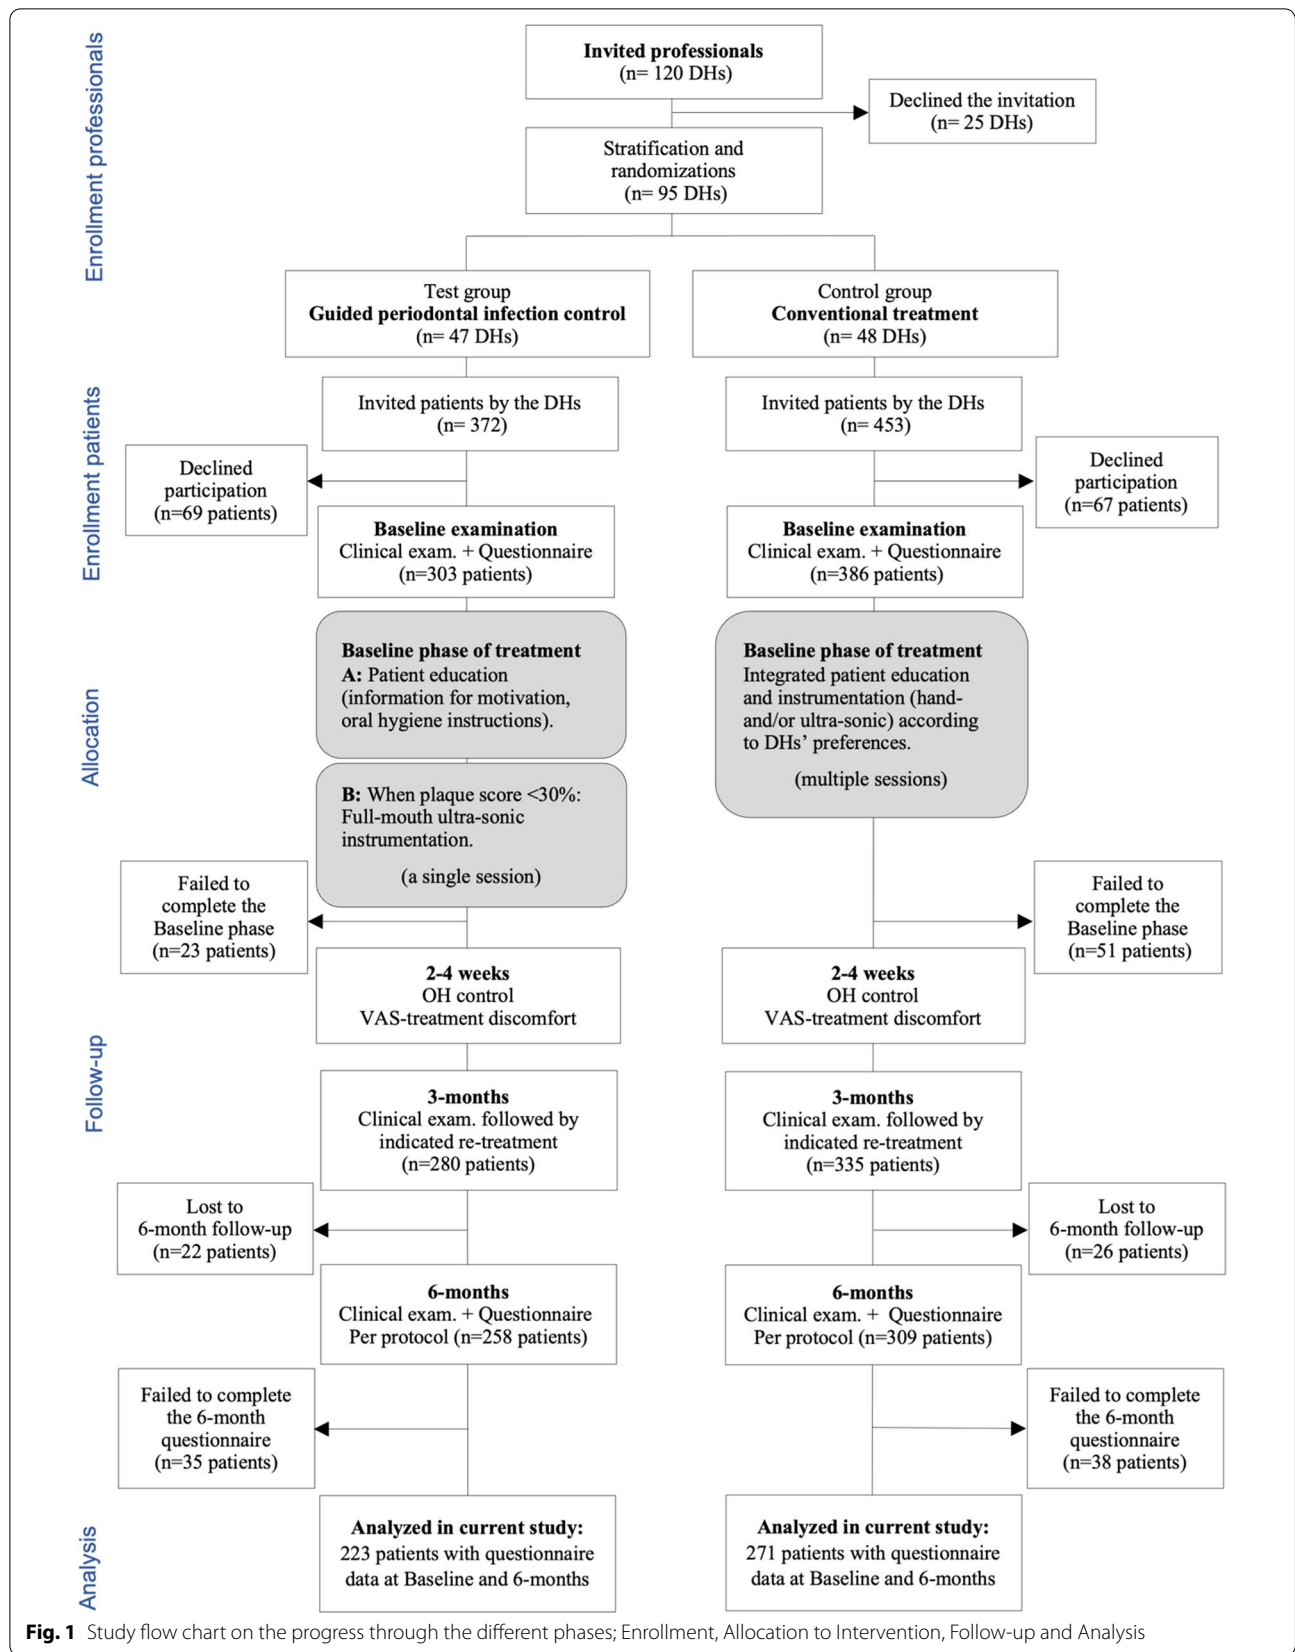 Enrollment professionals
Invited professionals
(n= 120 DHs)
Declined the invitation
(n= 25 DHs)
Stratification and
randomizations
(n= 95 DHs)
Test group
Guided periodontal infection control
(n= 47 DHs)
Control group
Conventional treatment
(n= 48 DHs)
Enrollment patients
Invited patients by the DHs
(n= 372)
Invited patients by the DHs
(n= 453)
Declined
participation
(n=69 patients)
Declined
participation
(n=67 patients)
Baseline examination
Clinical exam. + Questionnaire
(n=303 patients)
Baseline examination
Clinical exam. + Questionnaire
(n=386 patients)
Allocation
Baseline phase of treatment
A: Patient education
(information for motivation,
oral hygiene instructions).
B: When plaque score <30%:
Full-mouth ultra-sonic
instrumentation.
(a single session)
Baseline phase of treatment
Integrated patient education
and instrumentation (hand-
and/or ultra-sonic) according
to DHs’ preferences.
(multiple sessions)
Failed to
complete the
Baseline phase
(n=23 patients)
Failed to
complete the
Baseline phase
(n=51 patients)
Follow-up
2-4 weeks
OH control
VAS-treatment discomfort
2-4 weeks
OH control
VAS-treatment discomfort
3-months
Clinical exam. followed by
indicated re-treatment
(n=280 patients)
3-months
Clinical exam. followed by
indicated re-treatment
(n=335 patients)
Lost to
6-month follow-up
(n=22 patients)
Lost to
6-month follow-up
(n=26 patients)
6-months
Clinical exam. + Questionnaire
Per protocol (n=258 patients)
6-months
Clinical exam. + Questionnaire
Per protocol (n=309 patients)
Failed to complete
the 6-month
questionnaire
(n=35 patients)
Failed to complete
the 6-month
questionnaire
(n=38 patients)
Analysis
Analyzed in current study:
223 patients with questionnaire
data at Baseline and 6-months
Analyzed in current study:
271 patients with questionnaire
data at Baseline and 6-months
Fig. 1 Study flow chart on the progress through the different phases; Enrollment, Allocation to Intervention, Follow-up and Analysis